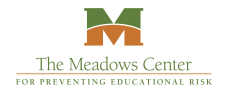 M
The Meadows Center
FOR PREVENTING EDUCATIONAL RISK